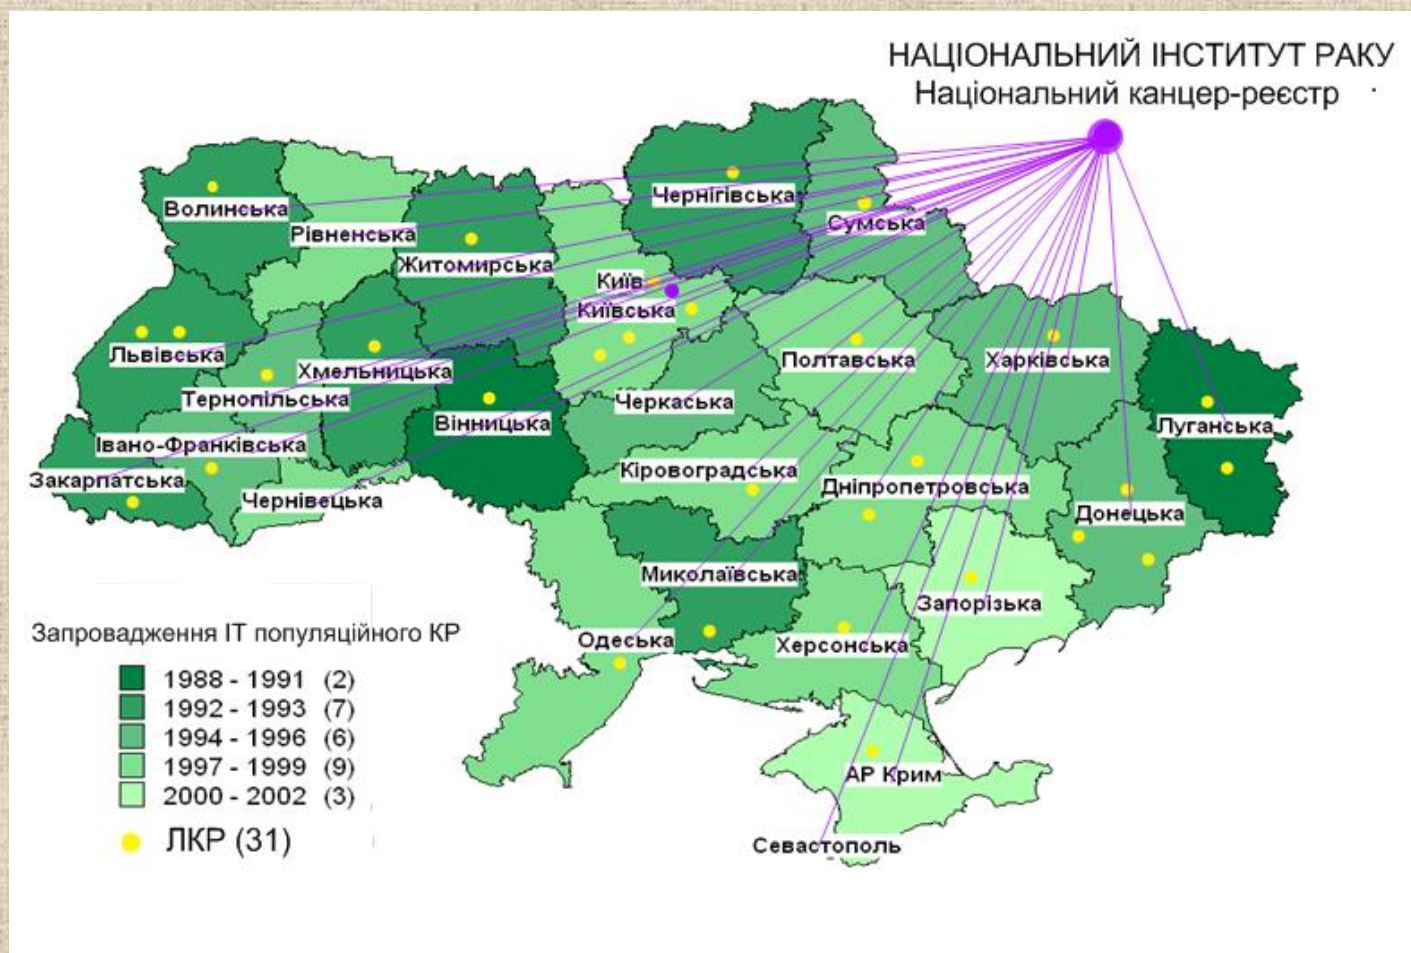 НАЦІОНАЛЬНИЙ ІНСТИТУТ РАКУ
Національний канцер-реєстр
Чернігівська
Волинська
Сумська
Рівненська
Житомирська
Київ
Київська
Львівська
Полтавська
Харківська
Хмельницька
Тернопільська
Черкаська
Вінницька
Луганська
Івано-Франківська
Кіровоградська
Закарпатська
Дніпропетровська
Чернівецька
Донецька
Миколаївська
Запорізька
Одеська
Херсонська
АР Крим
Севастополь
Запровадження ІТ популяційного КР
1988 - 1991 (2)
1992 - 1993 (7)
1994 - 1996 (6)
1997 - 1999 (9)
2000 - 2002 (3)
ЛКР (31)